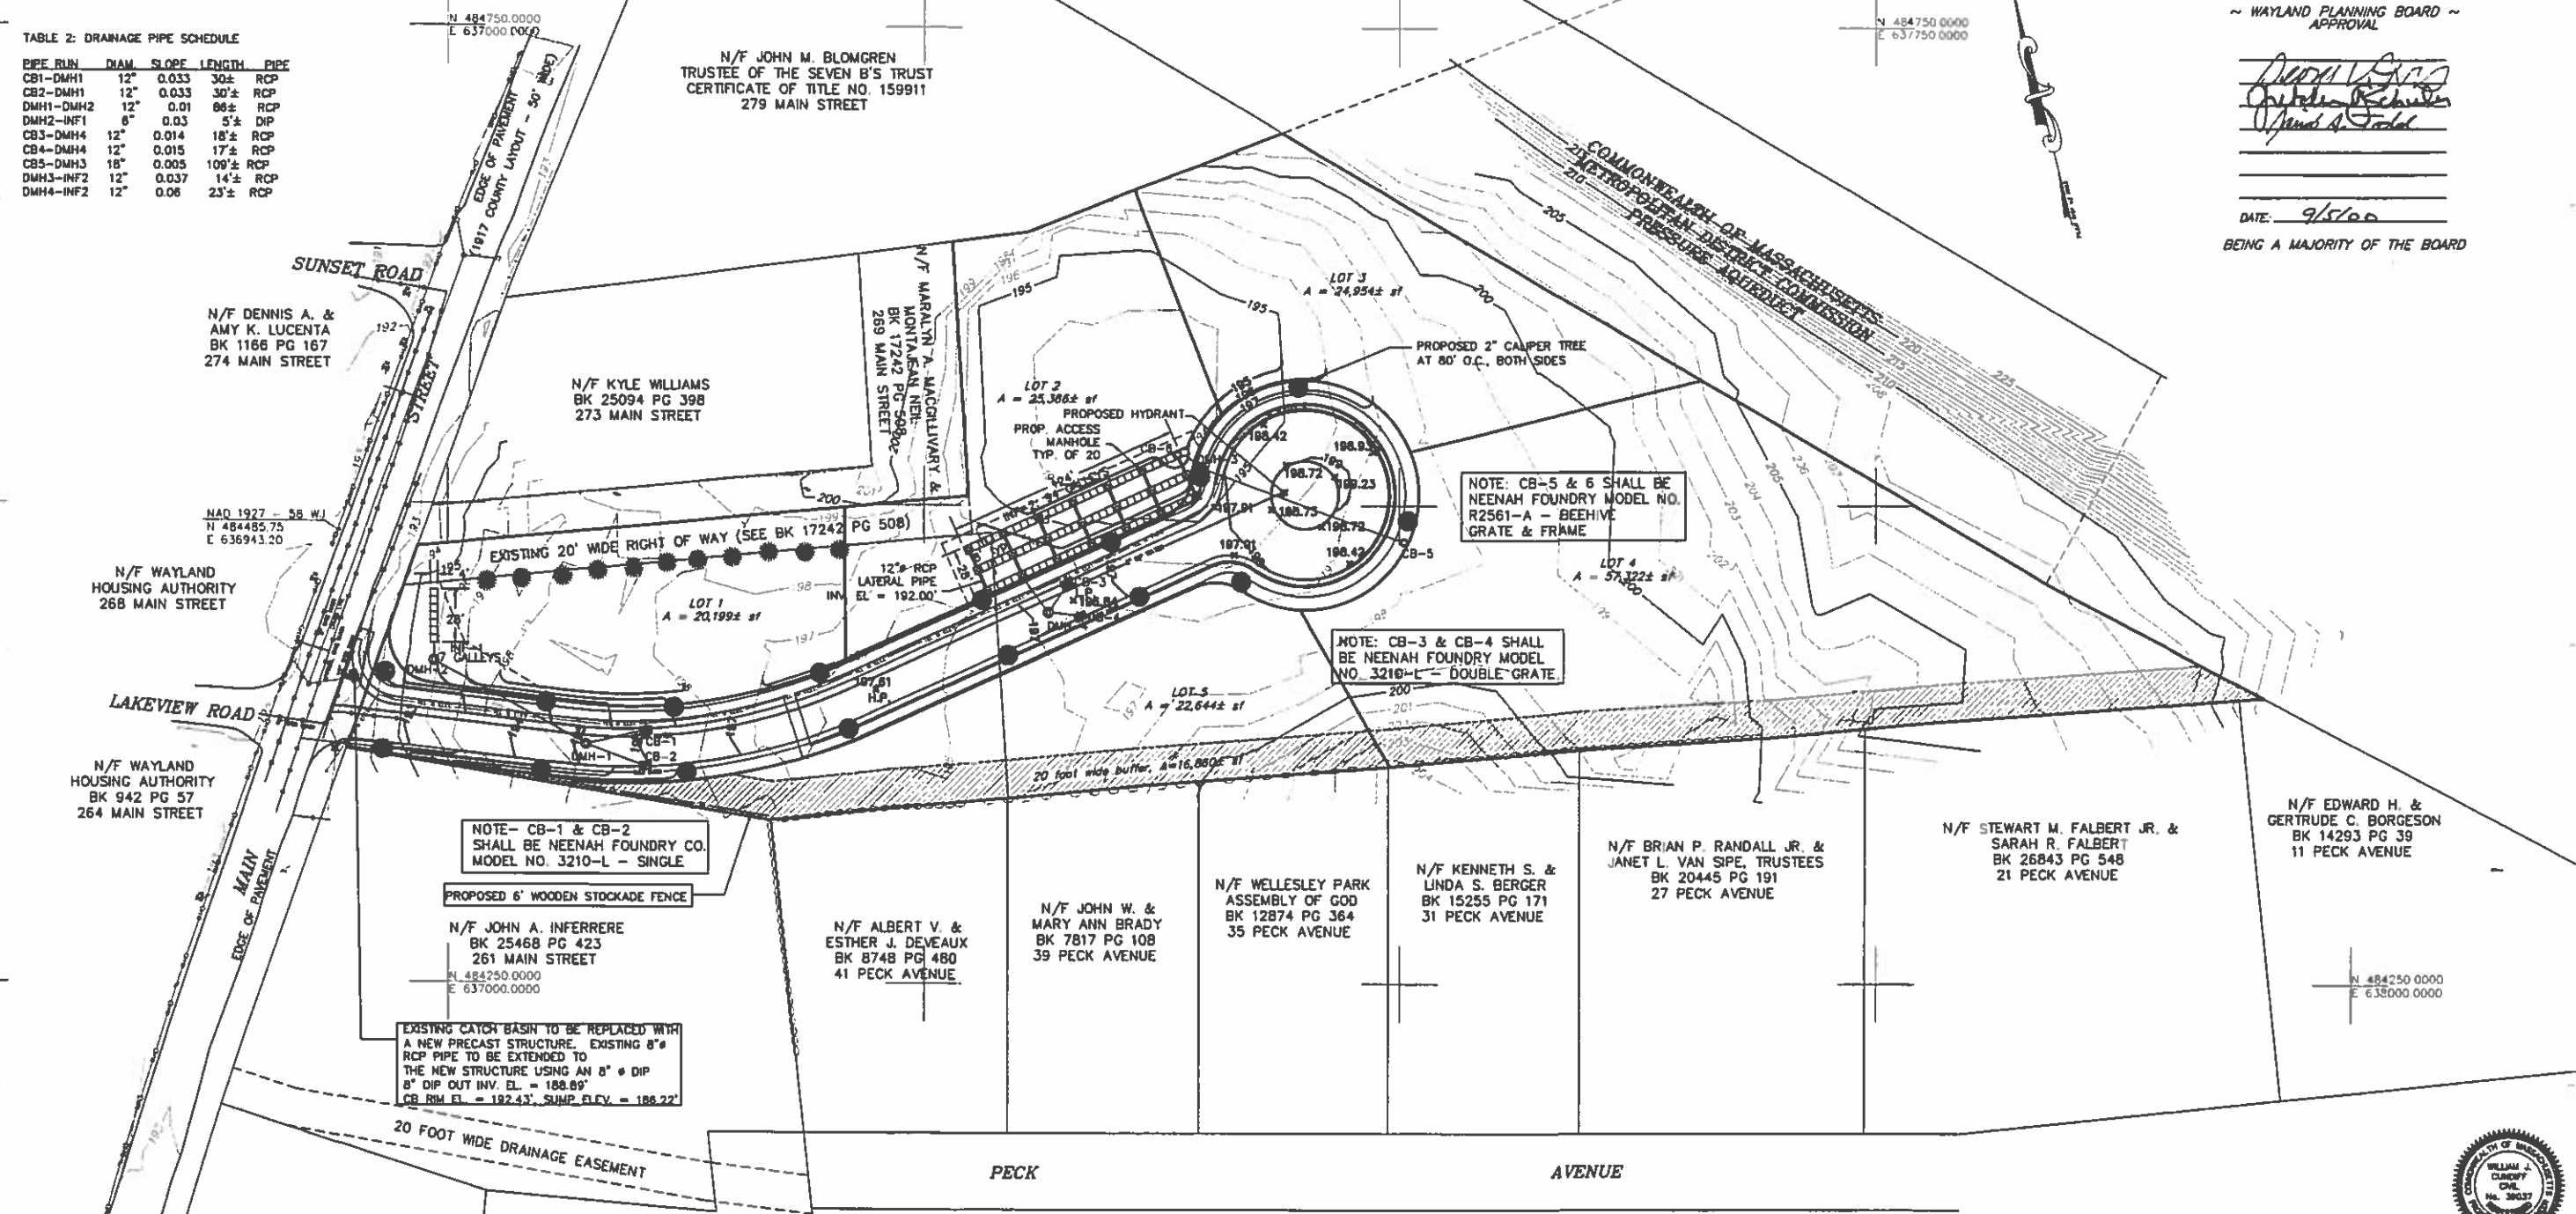 TABLE 2: DRAINAGE PIPE SCHEDULE
PIPE RUN DIAM. SLOPE LENGTH PIPE
CB1-DMH1 12" 0.033 30± RCP
CB2-DMH1 12" 0.033 30'± RCP
DMH1-DMH2 12" 0.01 86± RCP
DMH2-INF1 8" 0.03 5'± DIP
CB3-DMH4 12" 0.014 18'± RCP
CB4-DMH4 12" 0.015 17'± RCP
CB5-DMH3 18" 0.005 109'± RCP
DMH3-INF2 12" 0.037 14'± RCP
DMH4-INF2 12" 0.06 23'± RCP
N 484750.0000
E 637000.0000
EDGE OF PAVEMENT
(1917 COUNTY LAYOUT - 50' WIDE)
N/F JOHN M. BLOMGREN
TRUSTEE OF THE SEVEN B'S TRUST
CERTIFICATE OF TITLE NO. 159911
279 MAIN STREET
N 484750.0000
E 637750.0000
~ WAYLAND PLANNING BOARD ~
APPROVAL
DATE: 9/5/00
BEING A MAJORITY OF THE BOARD
COMMONWEALTH OF MASSACHUSETTS
METROPOLITAN DISTRICT COMMISSION
PRESSURE AQUEDUCT
SUNSET ROAD
N/F DENNIS A. &
AMY K. LUCENTA
BK 1166 PG 167
274 MAIN STREET
STREET
N/F KYLE WILLIAMS
BK 25094 PG 398
273 MAIN STREET
N/F MARALYN A. MACGILLIVARY &
MONTAJEAN NEIL
BK 17242 PG 508
269 MAIN STREET
LOT 3
A = 24,954± sf
LOT 2
A = 25,386± sf
PROPOSED 2" CALIPER TREE
AT 80' O.C., BOTH SIDES
PROPOSED HYDRANT
PROP. ACCESS
MANHOLE
TYP. OF 20
NOTE: CB-5 & 6 SHALL BE
NEENAH FOUNDRY MODEL NO.
R2561-A - BEEHIVE
GRATE & FRAME
NAD 1927 - 58 WJ
N 484485.75
E 636943.20
EXISTING 20' WIDE RIGHT OF WAY (SEE BK 17242 PG 508)
12"ø RCP
LATERAL PIPE
INV. EL = 192.00'
N/F WAYLAND
HOUSING AUTHORITY
268 MAIN STREET
LOT 1
A = 20,199± sf
LOT 4
A = 57,322± sf
CB-5
CB-6
CB-3
GALLEYS
DMH-2
197.61
H.P.
NOTE: CB-3 & CB-4 SHALL
BE NEENAH FOUNDRY MODEL
NO. 3210-L - DOUBLE GRATE.
LOT 5
A = 22,644± sf
LAKEVIEW ROAD
CB-1
CB-2
DMH-1
20 foot wide buffer, A=16,880± sf
N/F WAYLAND
HOUSING AUTHORITY
BK 942 PG 57
264 MAIN STREET
MAIN
EDGE OF PAVEMENT
NOTE- CB-1 & CB-2
SHALL BE NEENAH FOUNDRY CO.
MODEL NO. 3210-L - SINGLE
PROPOSED 6' WOODEN STOCKADE FENCE
N/F JOHN A. INFERRERE
BK 25468 PG 423
261 MAIN STREET
N 484250.0000
E 637000.0000
N/F ALBERT V. &
ESTHER J. DEVEAUX
BK 8748 PG 480
41 PECK AVENUE
N/F JOHN W. &
MARY ANN BRADY
BK 7817 PG 108
39 PECK AVENUE
N/F WELLESLEY PARK
ASSEMBLY OF GOD
BK 12874 PG 364
35 PECK AVENUE
N/F KENNETH S. &
LINDA S. BERGER
BK 15255 PG 171
31 PECK AVENUE
N/F BRIAN P. RANDALL JR. &
JANET L. VAN SIPE, TRUSTEES
BK 20445 PG 191
27 PECK AVENUE
N/F STEWART M. FALBERT JR. &
SARAH R. FALBERT
BK 26843 PG 548
21 PECK AVENUE
N/F EDWARD H. &
GERTRUDE C. BORGESON
BK 14293 PG 39
11 PECK AVENUE
N 484250.0000
E 638000.0000
EXISTING CATCH BASIN TO BE REPLACED WITH
A NEW PRECAST STRUCTURE. EXISTING 8"ø
RCP PIPE TO BE EXTENDED TO
THE NEW STRUCTURE USING AN 8" ø DIP
8" DIP OUT INV. EL. = 188.89'
CB RIM EL. = 192.43', SUMP ELEV. = 186.22'
20 FOOT WIDE DRAINAGE EASEMENT
PECK AVENUE
WILLIAM J.
CUNDIFF
CIVIL
No. 39037